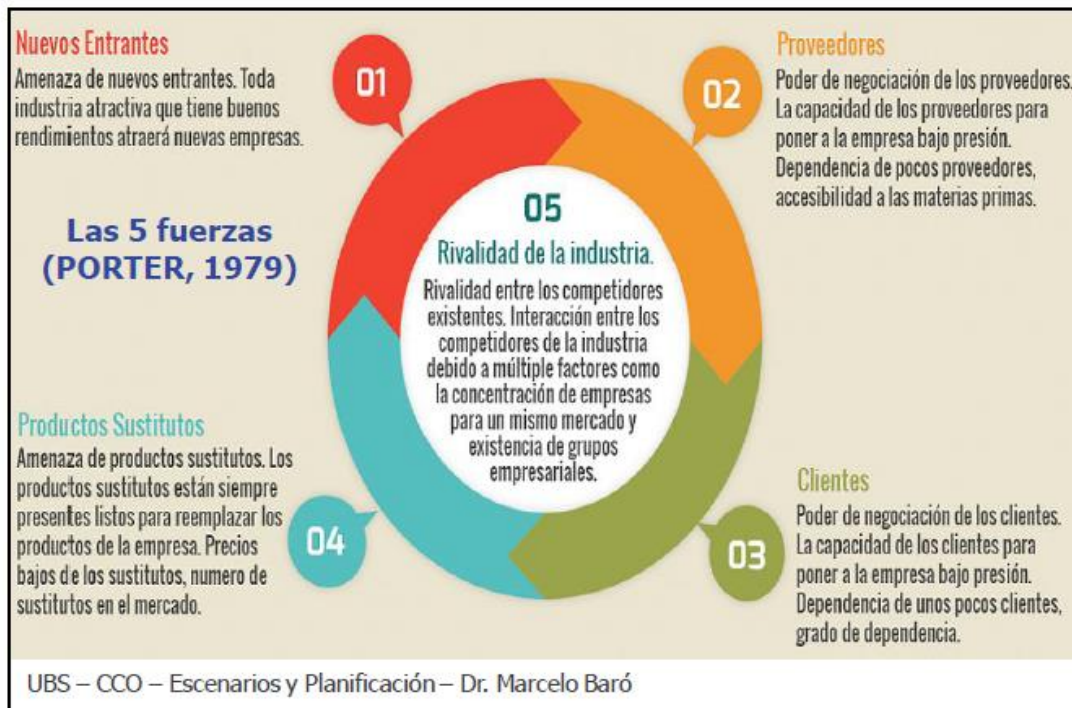 Nuevos Entrantes
Amenaza de nuevos entrantes. Toda
industria atractiva que tiene buenos
rendimientos atraerá nuevas empresas.
01
02
Proveedores
Poder de negociación de los proveedores.
La capacidad de los proveedores para
poner a la empresa bajo presión.
Dependencia de pocos proveedores,
accesibilidad a las materias primas.
Las 5 fuerzas
(PORTER, 1979)
05
Rivalidad de la industria.
Rivalidad entre los competidores
existentes. Interacción entre los
competidores de la industria
debido a múltiple factores como
la concentración de empresas
para un mismo mercado y
existencia de grupos
empresariales.
Productos Sustitutos
Amenaza de productos sustitutos. Los
productos sustitutos están siempre
presentes listos para reemplazar los
productos de la empresa. Precios
bajos de los sustitutos, numero de
sustitutos en el mercado.
04
03
Clientes
Poder de negociación de los clientes.
La capacidad de los clientes para
poner a la empresa bajo presión.
Dependencia de unos pocos clientes,
grado de dependencia.
UBS – CCO – Escenarios y Planificación – Dr. Marcelo Baró